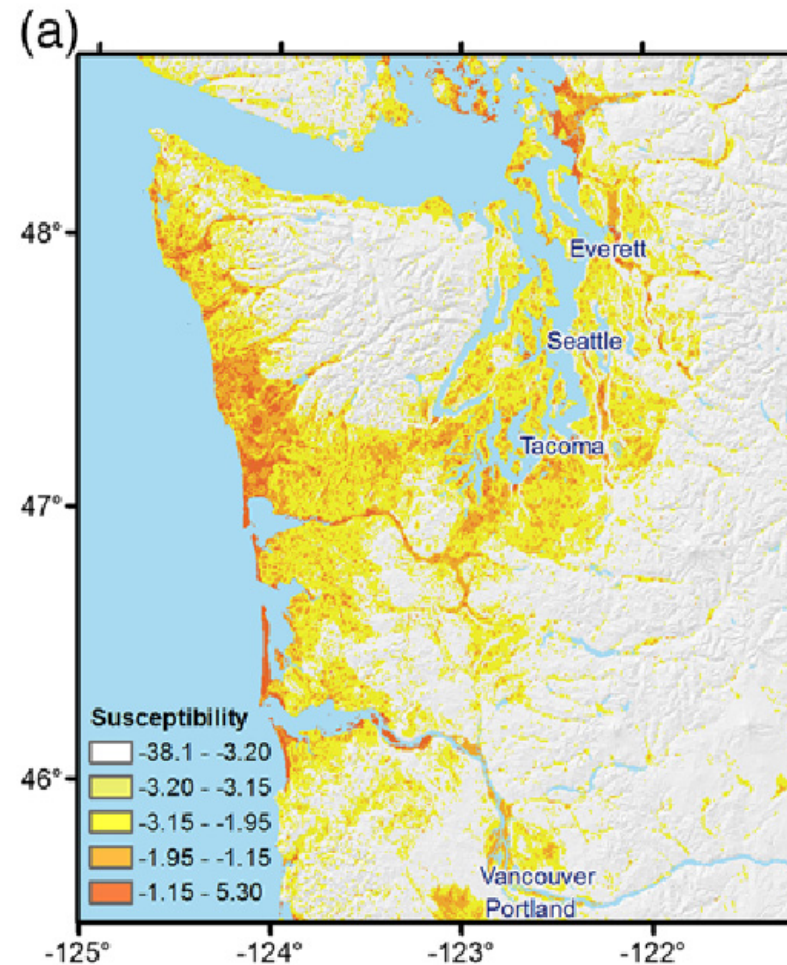 (a)
48°
47°
46°
Everett
Seattle
Tacoma
Vancouver
Portland
Susceptibility
-38.1 - -3.20
-3.20 - -3.15
-3.15 - -1.95
-1.95 - -1.15
-1.15 - 5.30
-125°
-124°
-123°
-122°